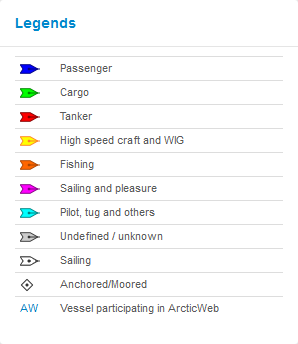 Legends
Passenger
Cargo
Tanker
High speed craft and WIG
Fishing
Sailing and pleasure
Pilot, tug and others
Undefined / unknown
Sailing
Anchored/Moored
AW Vessel participating in ArcticWeb